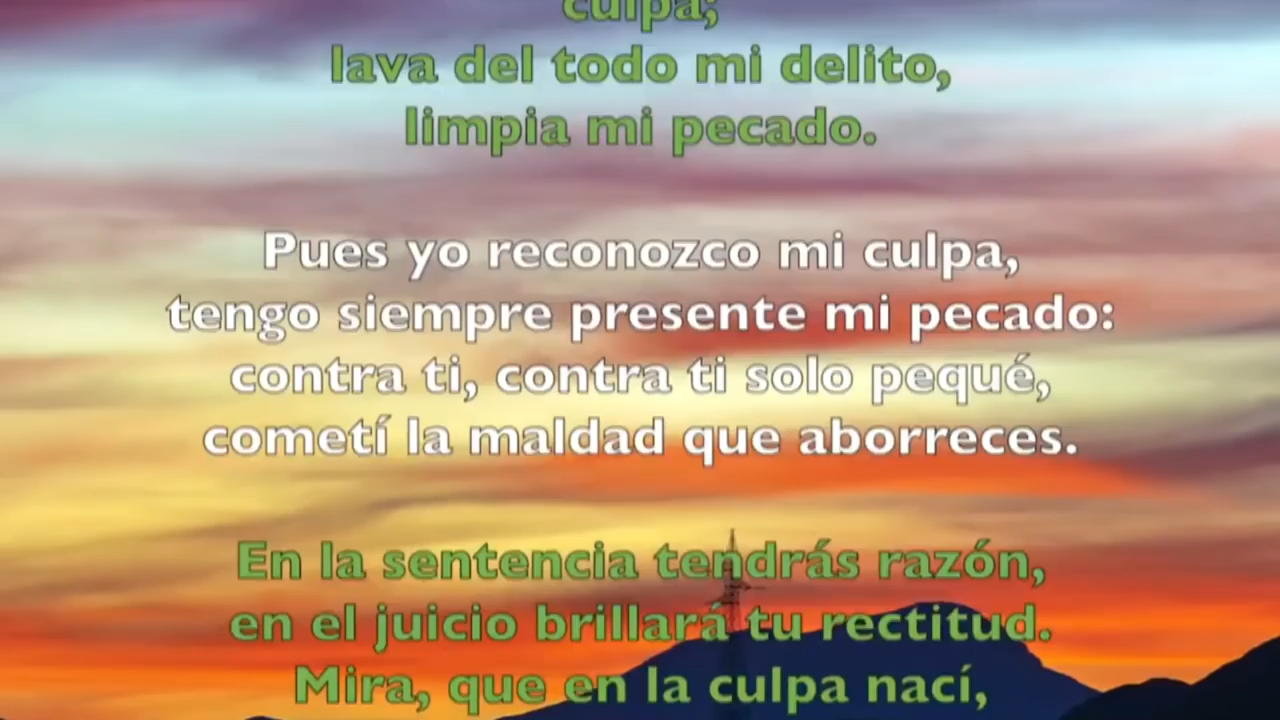 culpa;
lava del todo mi delito,
limpia mi pecado.
Pues yo reconozco mi culpa,
tengo siempre presente mi pecado:
contra ti, contra ti solo pequé,
cometí la maldad que aborreces.
En la sentencia tendrás razón,
en el juicio brillará tu rectitud.
Mira, que en la culpa nací,